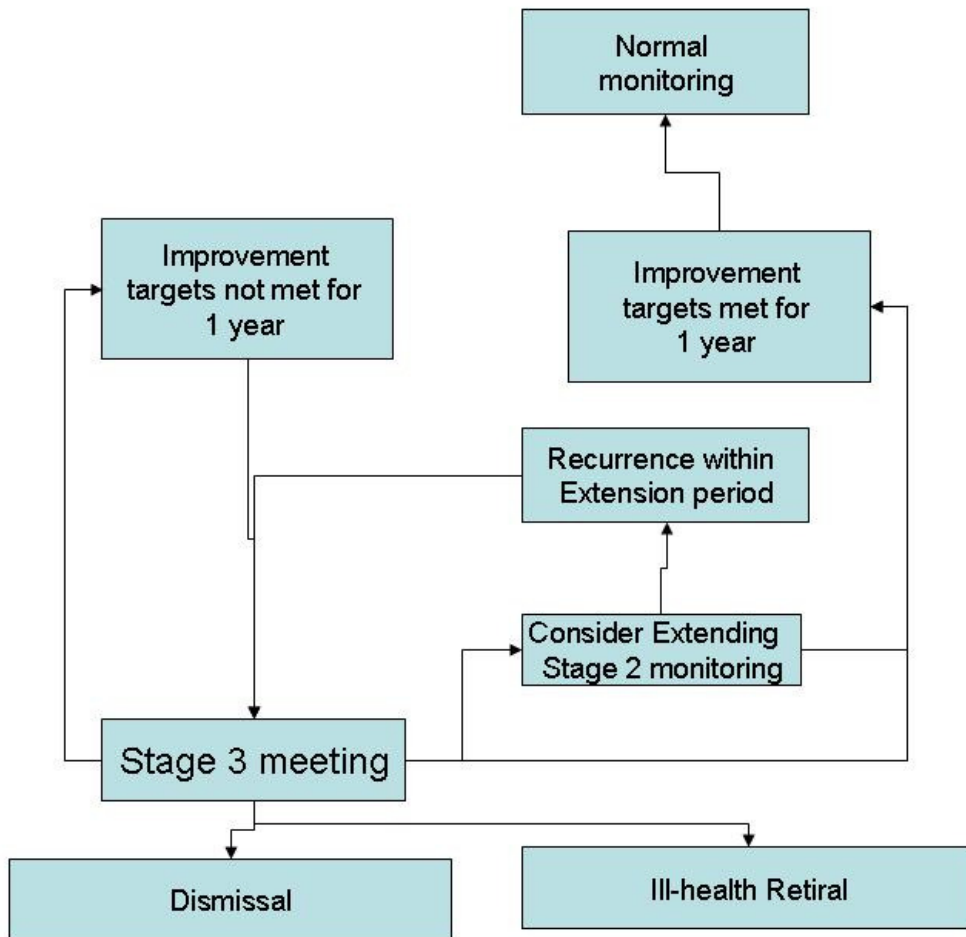 Normal
monitoring
Improvement
targets not met for
1 year
Improvement
targets met for
1 year
Recurrence within
Extension period
Consider Extending
Stage 2 monitoring
Stage 3 meeting
Dismissal
Ill-health Retiral